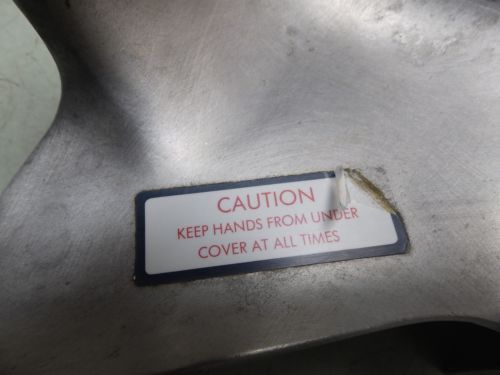 CAUTION
KEEP HANDS FROM UNDER
COVER AT ALL TIMES